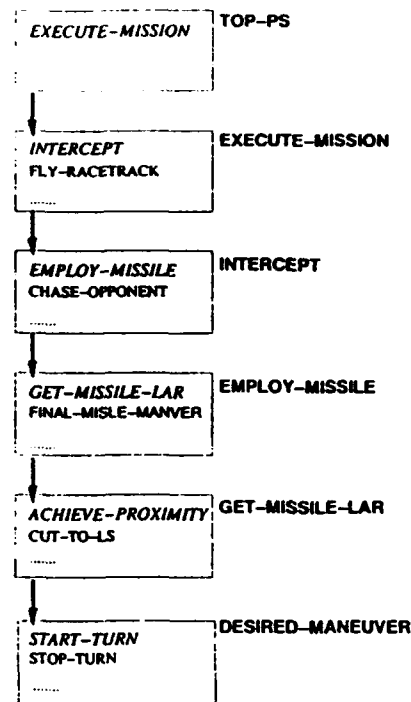 EXECUTE-MISSION
TOP-PS
INTERCEPT
FLY-RACETRACK
.......
EXECUTE-MISSION
EMPLOY-MISSILE
CHASE-OPPONENT
.......
INTERCEPT
GET-MISSILE-LAR
FINAL-MISLE-MANVER
.......
EMPLOY-MISSILE
ACHIEVE-PROXIMITY
CUT-TO-LS
.......
GET-MISSILE-LAR
START-TURN
STOP-TURN
.......
DESIRED-MANEUVER